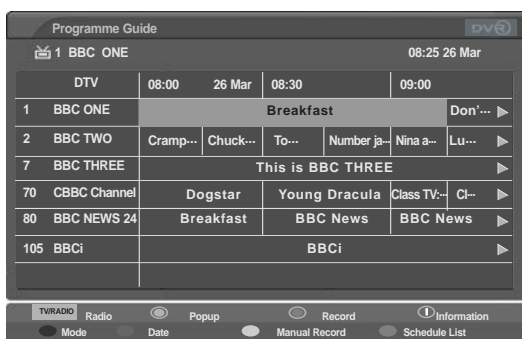 Programme Guide DVR
1 BBC ONE 08:25 26 Mar
DTV 08:00 26 Mar 08:30 09:00
1 BBC ONE Breakfast Don'···
2 BBC TWO Cramp··· Chuck··· To··· Number ja··· Nina a··· Lu···
7 BBC THREE This is BBC THREE
70 CBBC Channel Dogstar Young Dracula Class TV:··· Cl···
80 BBC NEWS 24 Breakfast BBC News BBC News
105 BBCi BBCi
TV/RADIO Radio Popup Record Information
Mode Date Manual Record Schedule List